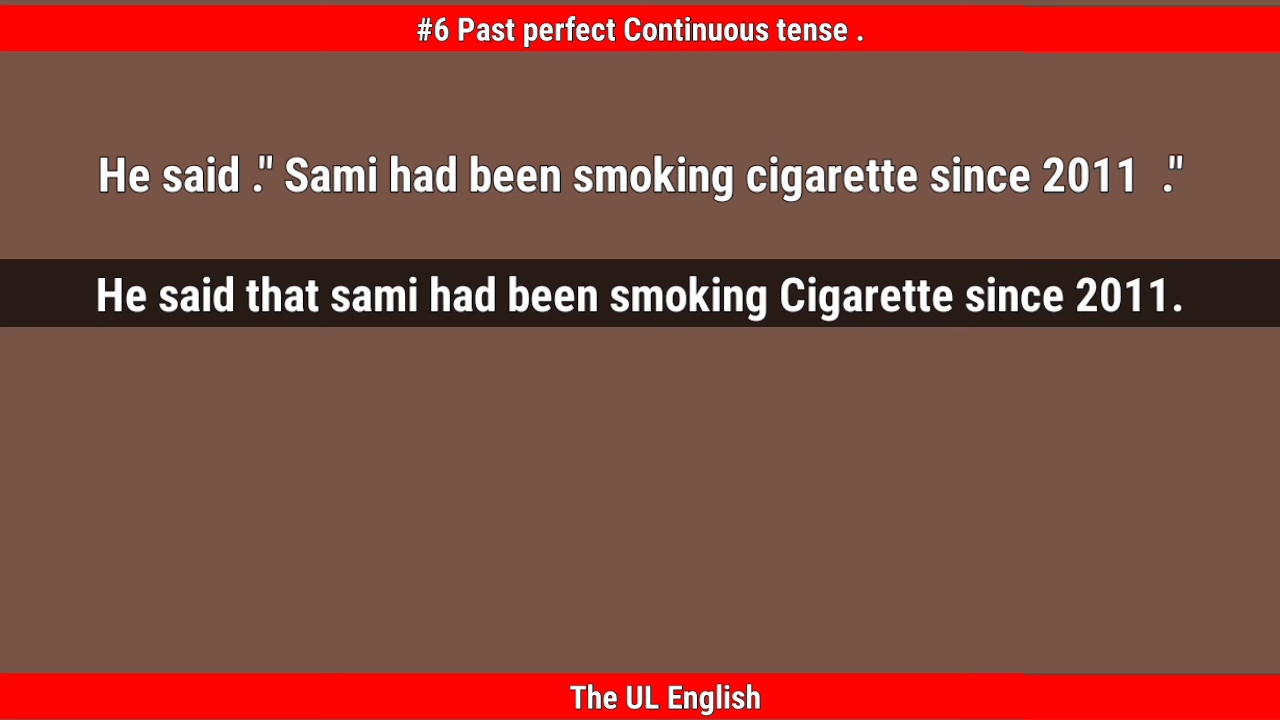 #6 Past perfect Continuous tense .
He said ." Sami had been smoking cigarette since 2011  ."
He said that sami had been smoking Cigarette since 2011.
The UL English